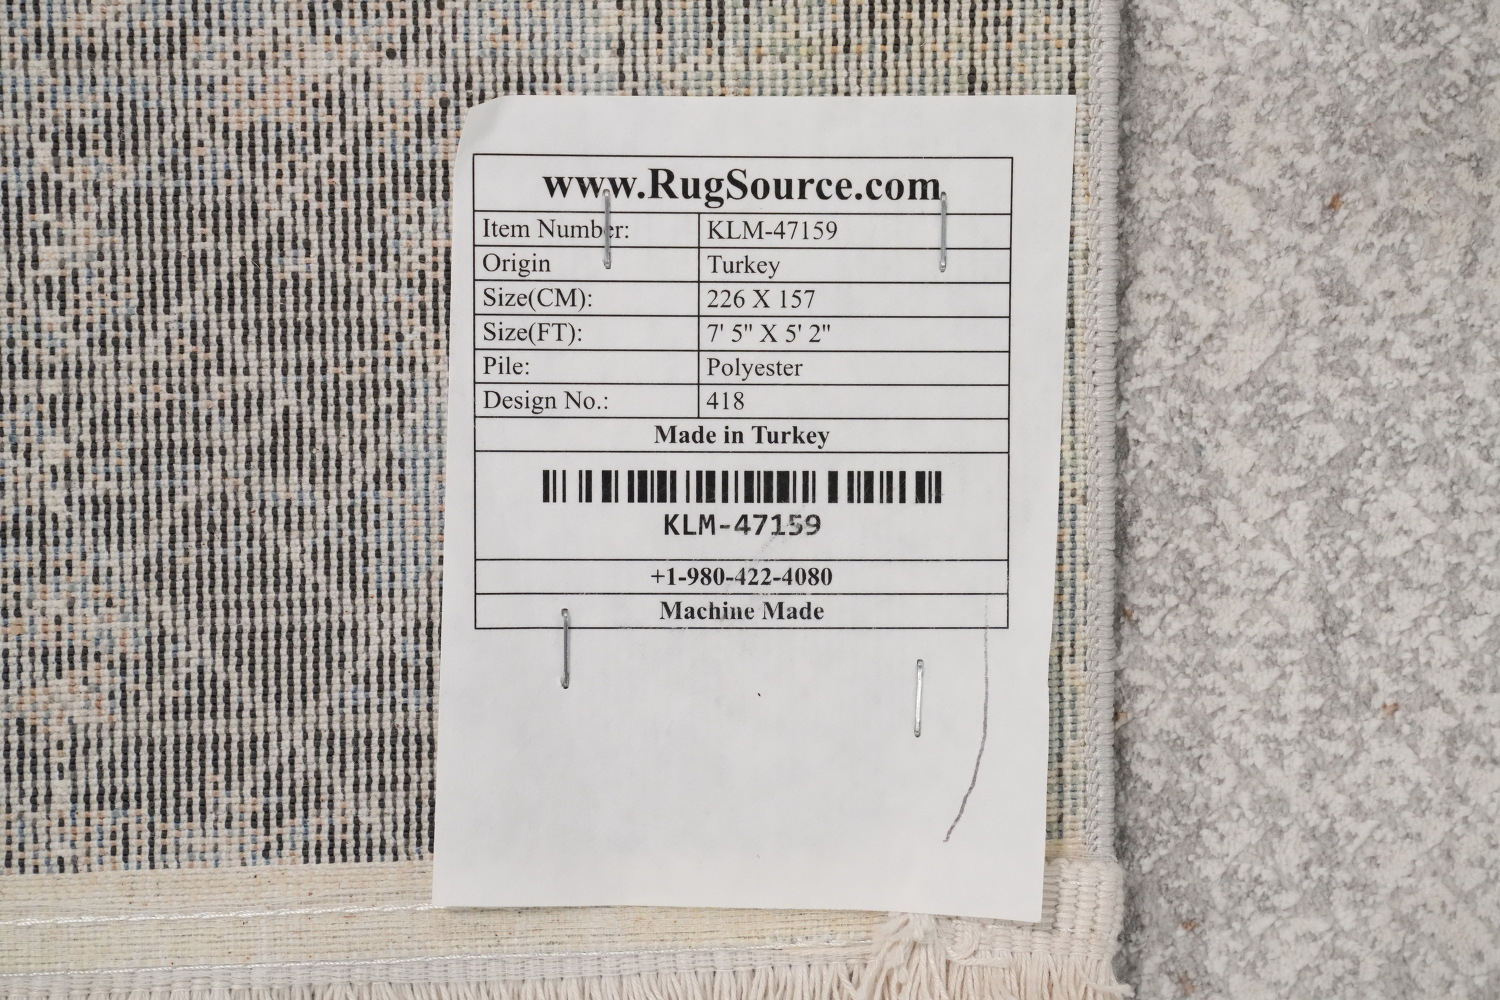 www.RugSource.com
Item Number: KLM-47159
Origin Turkey
Size(CM): 226 X 157
Size(FT): 7' 5" X 5' 2"
Pile: Polyester
Design No.: 418
Made in Turkey
KLM-47159
+1-980-422-4080
Machine Made